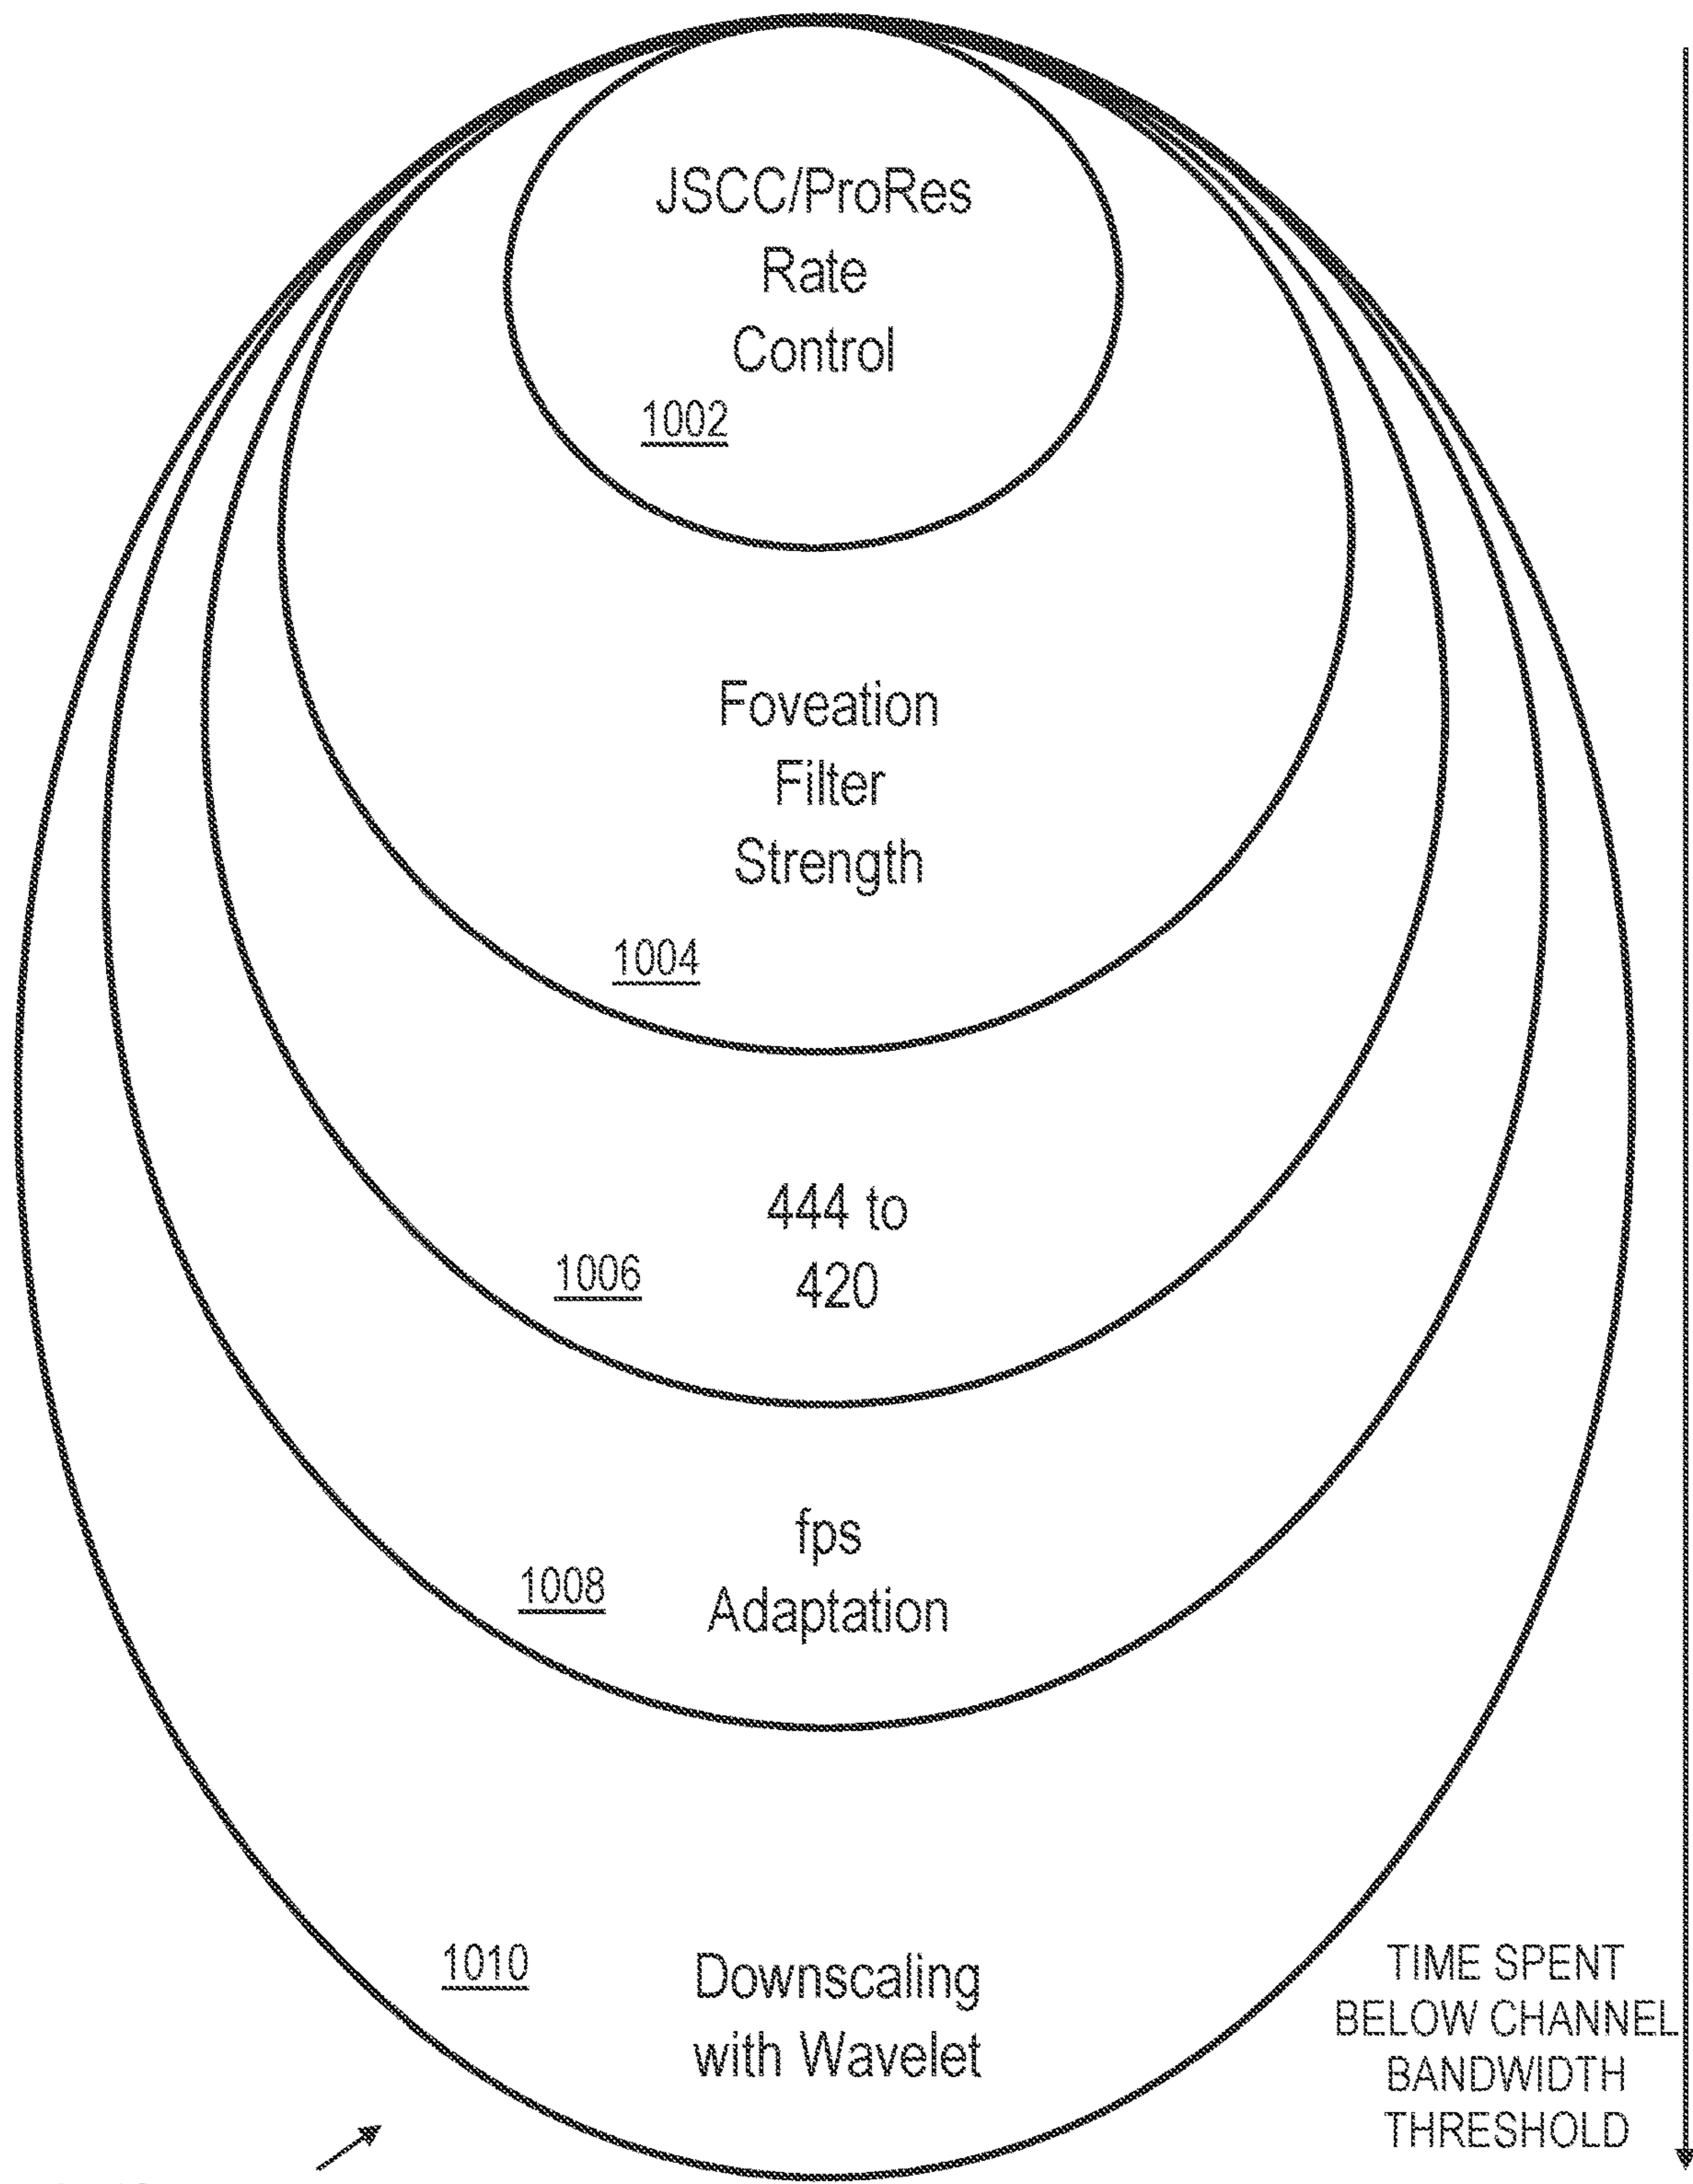 JSCC/ProRes
Rate
Control
1002
Foveation
Filter
Strength
1004
444 to
1006
420
fps
1008
Adaptation
1010
Downscaling
with Wavelet
TIME SPENT
BELOW CHANNEL
BANDWIDTH
THRESHOLD